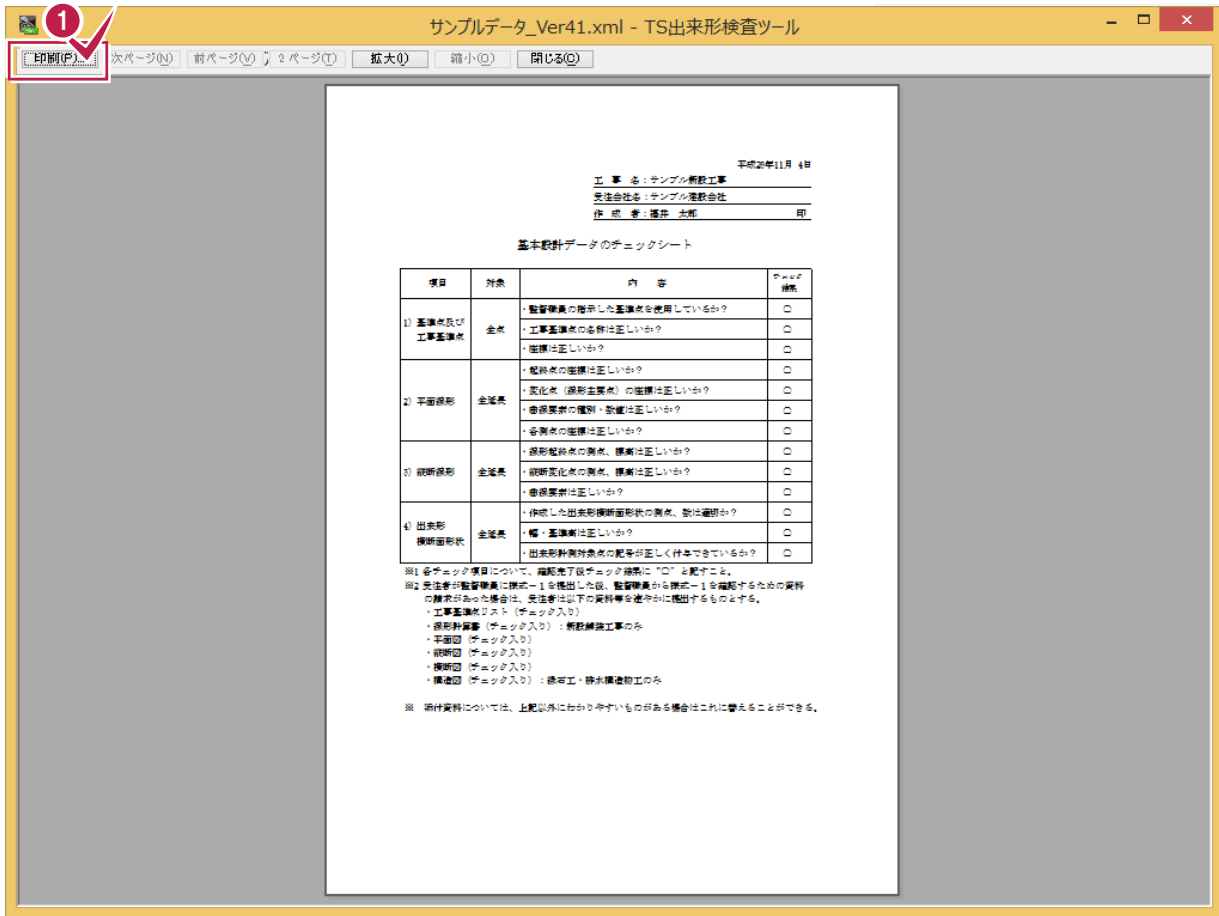 1
サンプルデータ_Ver41.xml - TS出来形検査ツール
印刷(P)... 次ページ(N) 前ページ(V) 2 ページ(T) 拡大(I) 縮小(O) 閉じる(C)
平成26年11月 4日
工 事 名：サンプル新設工事
受注会社名：サンプル建設会社
作 成 者：福井 太郎 印
基本設計データのチェックシート
項目 対象 内 容 チェック
結果
1) 基準点及び
工事基準点 全点 ・監督職員の指示した基準点を使用しているか？ ○
・工事基準点の名称は正しいか？ ○
・座標は正しいか？ ○
2) 平面線形 全延長 ・起終点の座標は正しいか？ ○
・変化点（線形主要点）の座標は正しいか？ ○
・曲線要素の種別・数値は正しいか？ ○
・各測点の座標は正しいか？ ○
3) 縦断線形 全延長 ・線形起終点の測点、標高は正しいか？ ○
・縦断変化点の測点、標高は正しいか？ ○
・曲線要素は正しいか？ ○
4) 出来形
横断面形状 全延長 ・作成した出来形横断面形状の測点、数は適切か？ ○
・幅・基準高は正しいか？ ○
・出来形計測対象点の記号が正しく付与できているか？ ○
※1 各チェック項目について、確認完了後チェック結果に “○” と記すこと。
※2 受注者が監督職員に様式－1を提出した後、監督職員から様式－1を確認するための資料
の請求があった場合は、受注者は以下の資料等を速やかに提出するものとする。
・工事基準点リスト（チェック入り）
・線形計算書（チェック入り）：新設舗装工事のみ
・平面図（チェック入り）
・縦断図（チェック入り）
・横断図（チェック入り）
・構造図（チェック入り）：縁石工・排水構造物工のみ
※ 添付資料については、上記以外にわかりやすいものがある場合はこれに替えることができる。